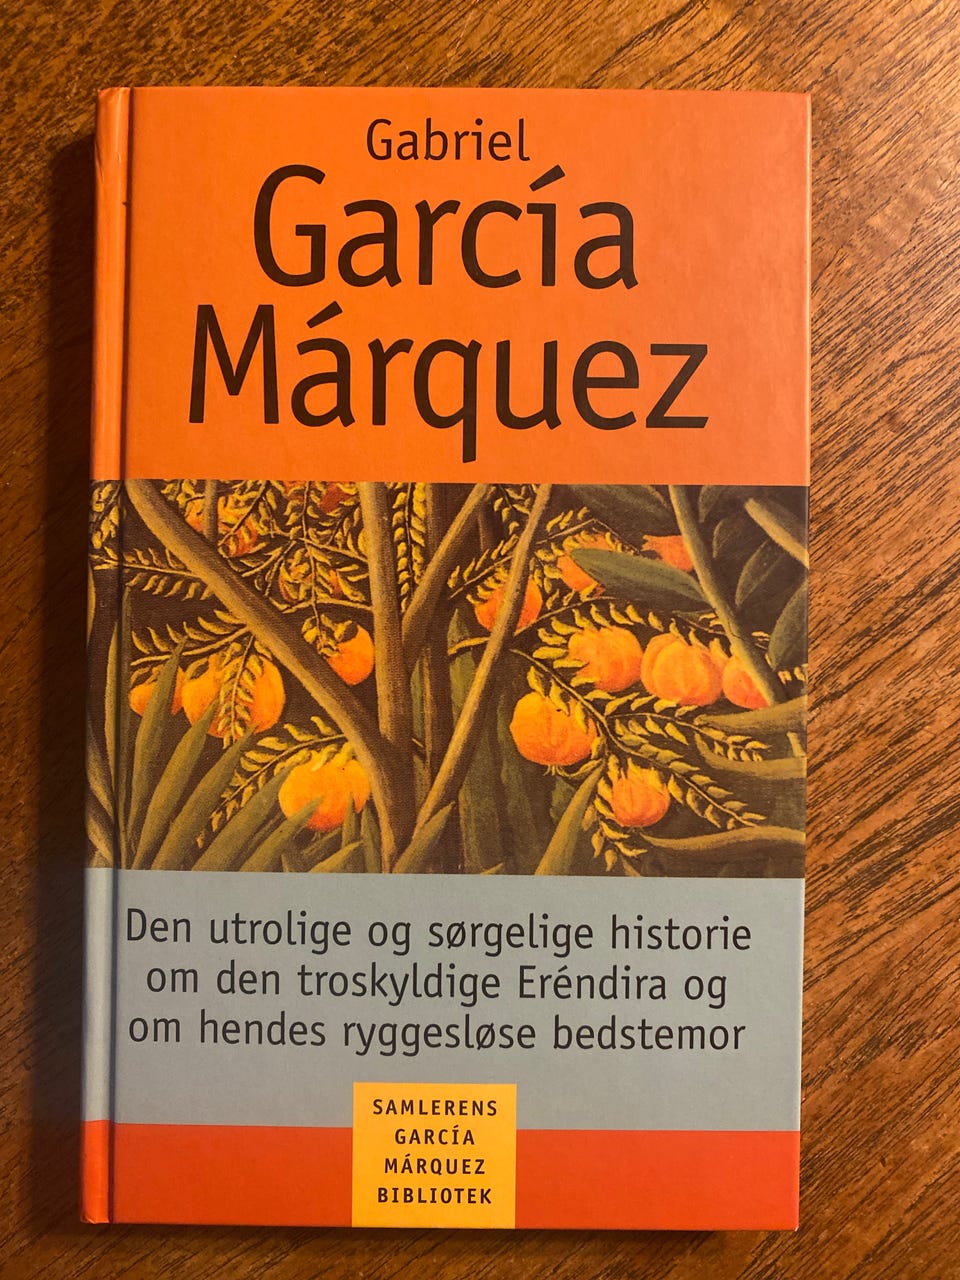 Gabriel
García
Márquez
Den utrolige og sørgelige historie
om den troskyldige Eréndira og
om hendes ryggesløse bedstemor
SAMLERENS
GARCÍA
MÁRQUEZ
BIBLIOTEK